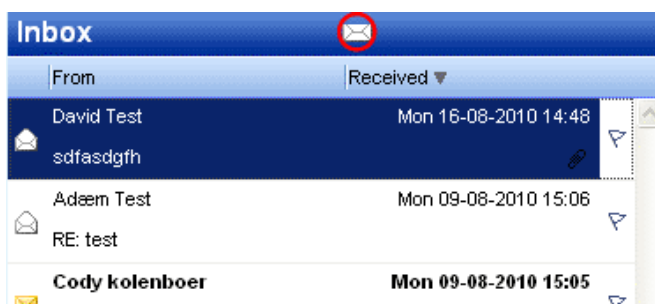 Inbox
From Received
David Test Mon 16-08-2010 14:48
sdfasdgfh
Adæm Test Mon 09-08-2010 15:06
RE: test
Cody kolenboer Mon 09-08-2010 15:05